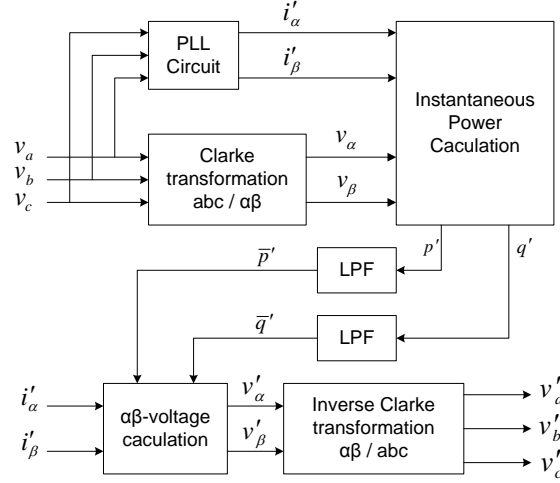 i′α
PLL
Circuit
i′β
Instantaneous
Power
Caculation
va
vb
vc
Clarke
transformation
abc / αβ
vα
vβ
p̅′
LPF
p′
q′
q̅′
LPF
i′α
i′β
αβ-voltage
caculation
v′α
v′β
Inverse Clarke
transformation
αβ / abc
v′a
v′b
v′c